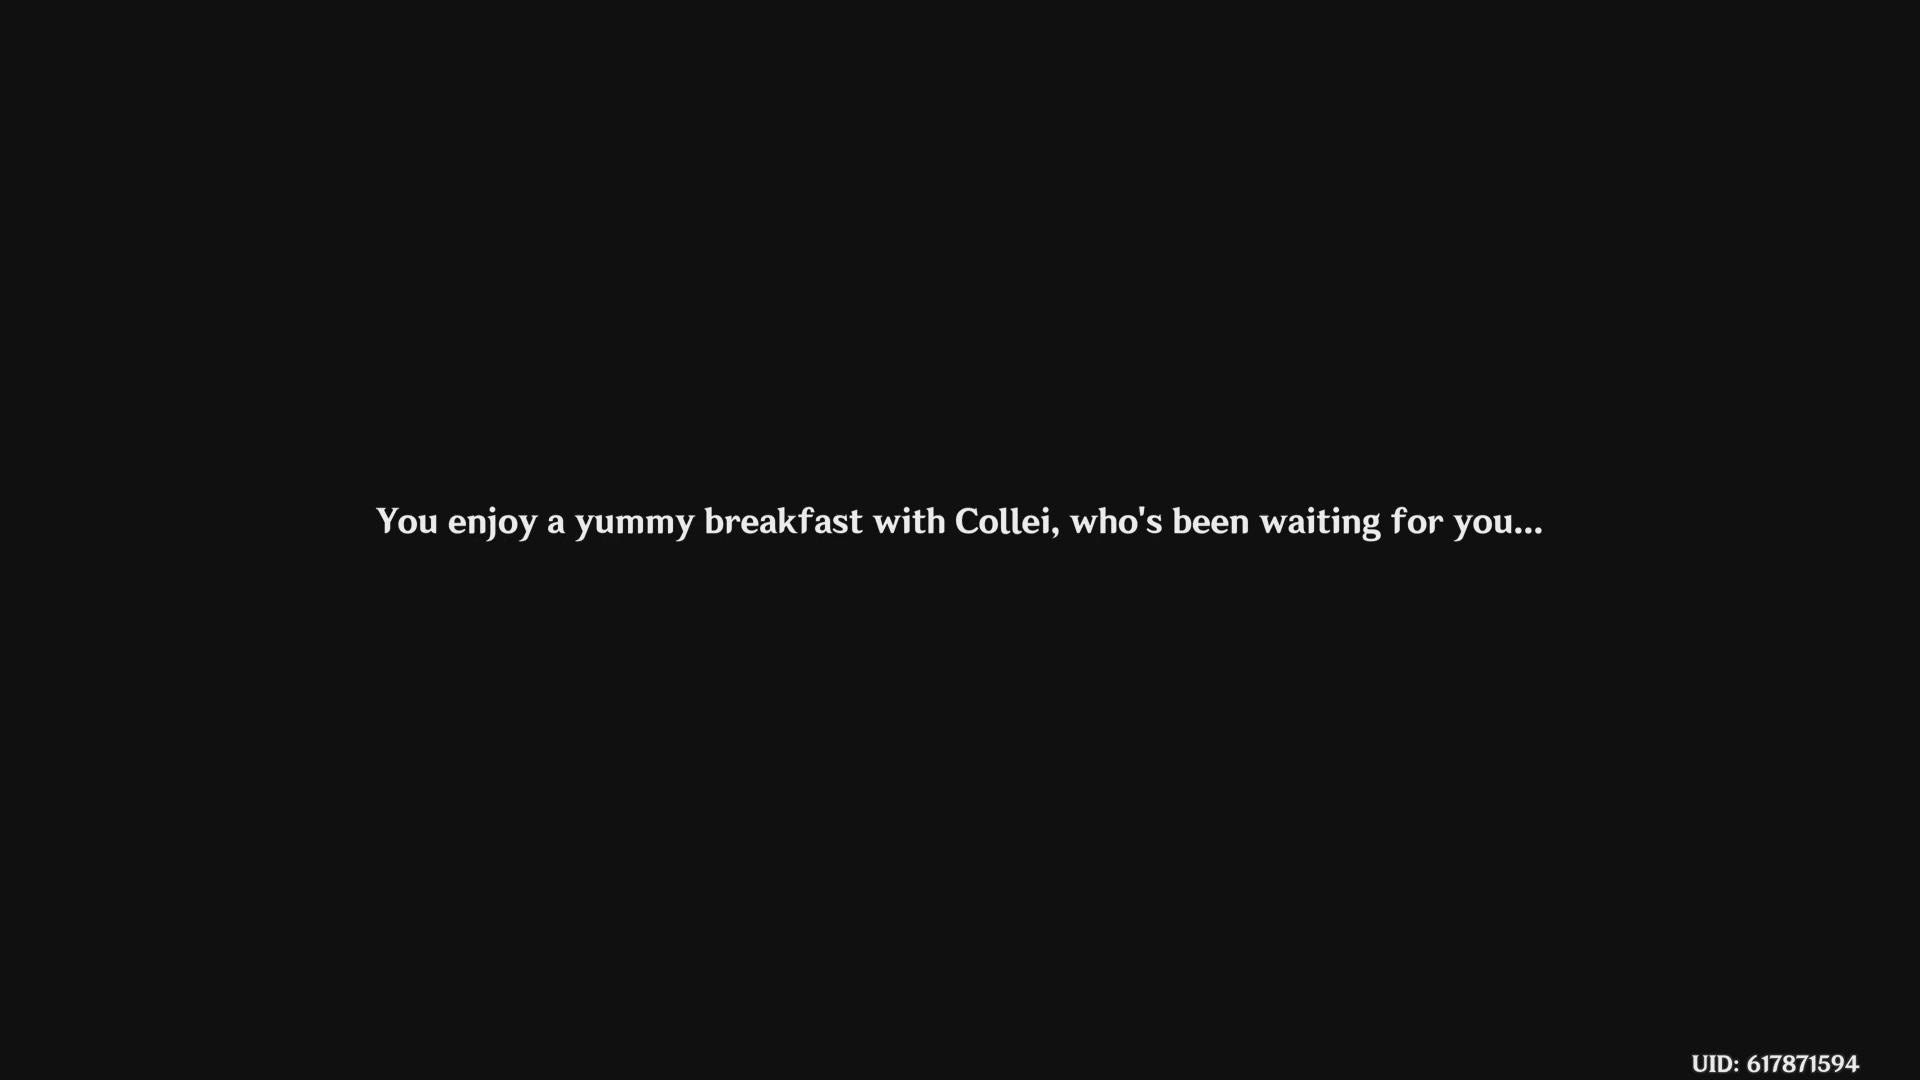 You enjoy a yummy breakfast with Collei, who's been waiting for you...
UID: 617871594